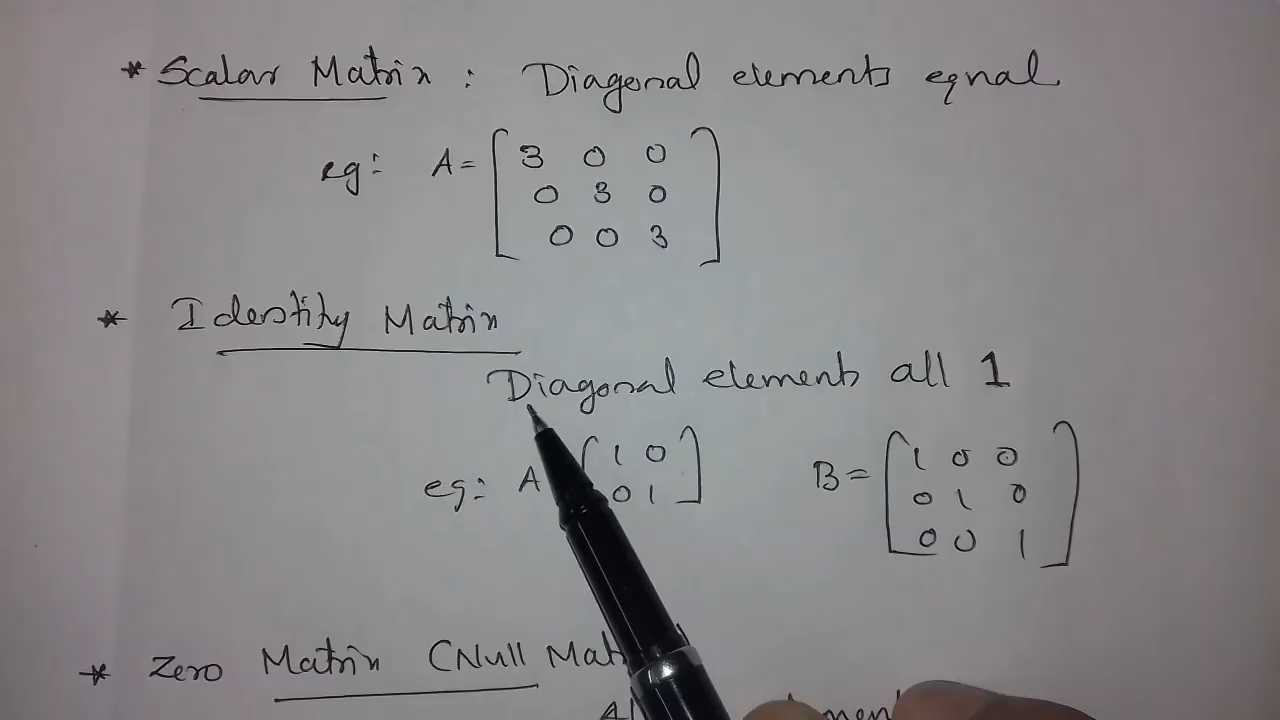 * Scalar Matrix : Diagonal elements equal
eg: A = [ 3 0 0
0 3 0
0 0 3 ]
* Identity Matrix
Diagonal elements all 1
eg: A [ 1 0
0 1 ]
B = [ 1 0 0
0 1 0
0 0 1 ]
* Zero Matrix (Null